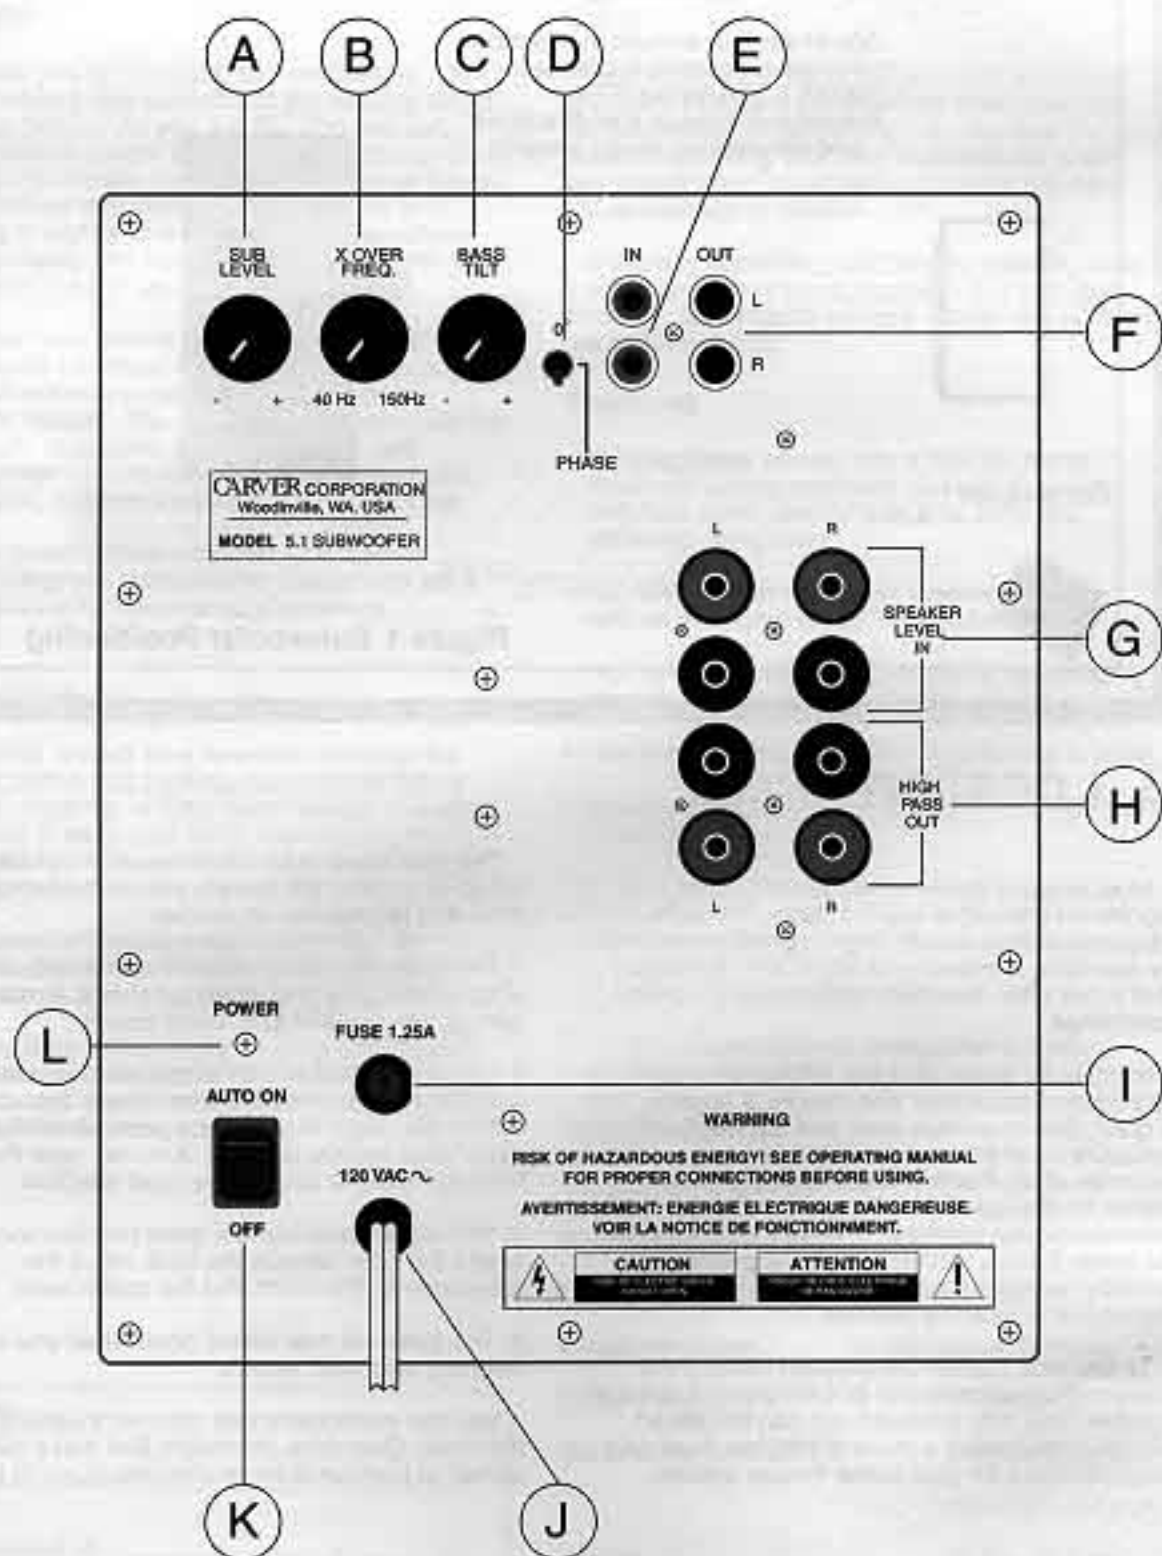 A B C D E
SUB
LEVEL
X OVER
FREQ.
BASS
TILT
IN OUT
0
L
R
F
- + 40 Hz 150Hz - +
PHASE
CARVER CORPORATION
Woodinville, WA. USA
MODEL 5.1 SUBWOOFER
L R
SPEAKER
LEVEL
IN
G
HIGH
PASS
OUT
H
L R
L
POWER
FUSE 1.25A
I
AUTO ON
OFF
120 VAC ~
WARNING
RISK OF HAZARDOUS ENERGY! SEE OPERATING MANUAL
FOR PROPER CONNECTIONS BEFORE USING.
AVERTISSEMENT: ENERGIE ELECTRIQUE DANGEREUSE.
VOIR LA NOTICE DE FONCTIONNMENT.
CAUTION
ATTENTION
K J